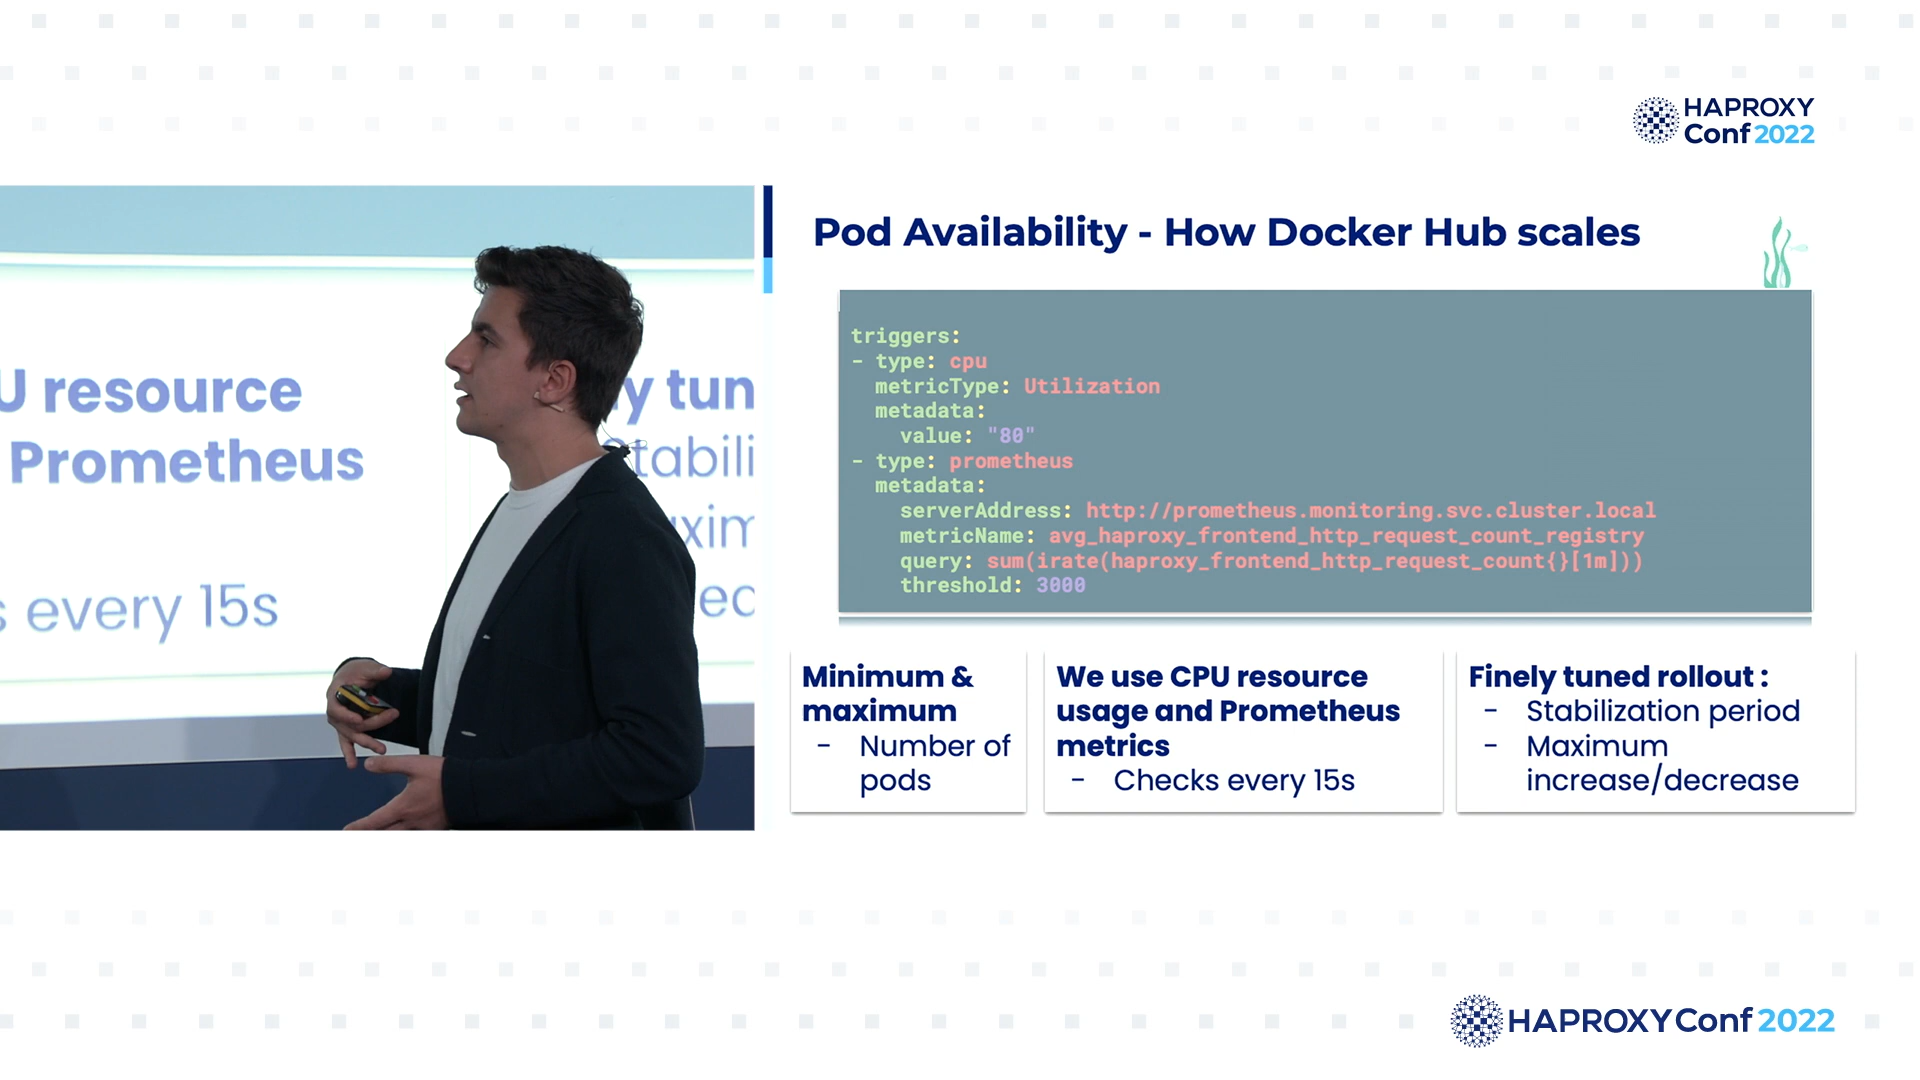 HAPROXY
Conf 2022
U resource
Prometheus
s every 15s
y tun
Stabili
axim
ec
Pod Availability - How Docker Hub scales
triggers:
- type: cpu
metricType: Utilization
metadata:
value: "80"
- type: prometheus
metadata:
serverAddress: http://prometheus.monitoring.svc.cluster.local
metricName: avg_haproxy_frontend_http_request_count_registry
query: sum(irate(haproxy_frontend_http_request_count{}[1m]))
threshold: 3000
Minimum &
maximum
- Number of
pods
We use CPU resource
usage and Prometheus
metrics
- Checks every 15s
Finely tuned rollout :
- Stabilization period
- Maximum
increase/decrease
HAPROXY Conf 2022